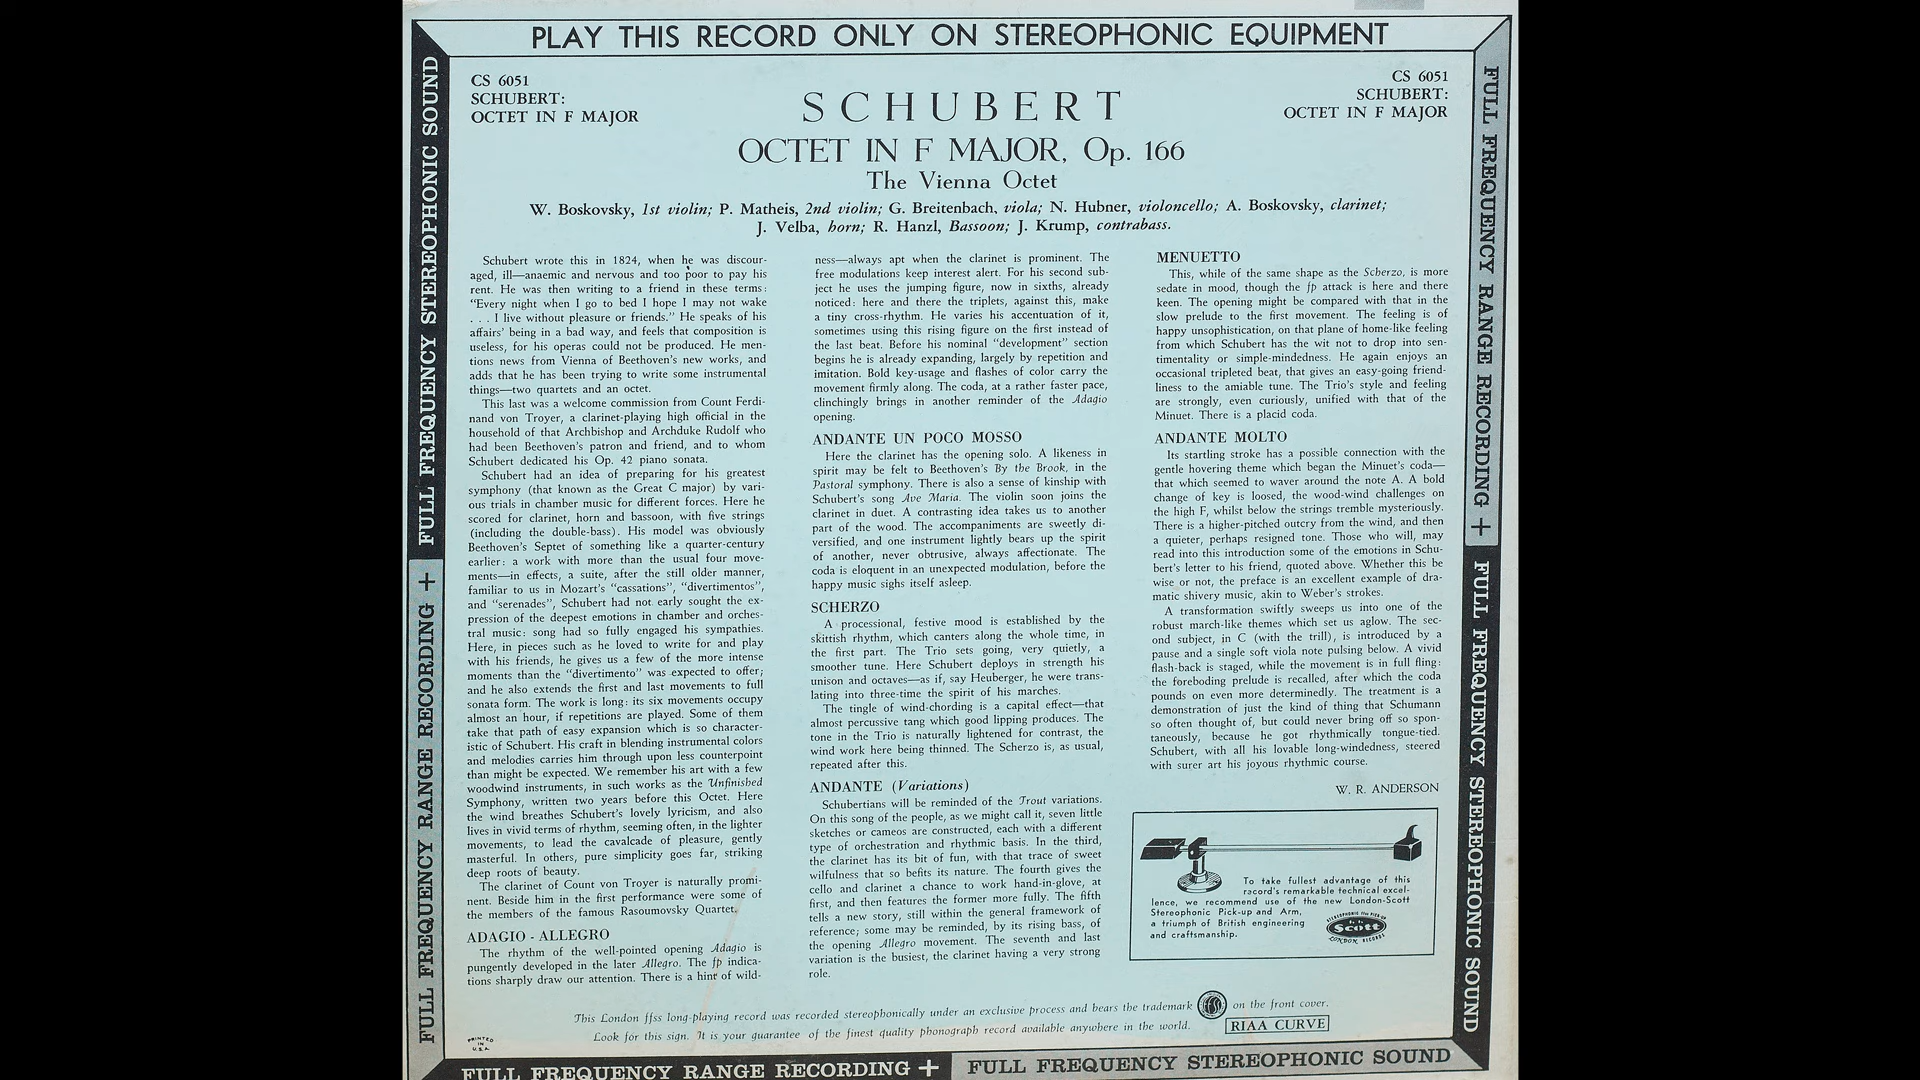 PLAY THIS RECORD ONLY ON STEREOPHONIC EQUIPMENT
CS 6051
SCHUBERT:
OCTET IN F MAJOR
CS 6051
SCHUBERT:
OCTET IN F MAJOR
SCHUBERT
OCTET IN F MAJOR, Op. 166
The Vienna Octet
W. Boskovsky, 1st violin; P. Matheis, 2nd violin; G. Breitenbach, viola; N. Hubner, violoncello; A. Boskovsky, clarinet;
J. Velba, horn; R. Hanzl, Bassoon; J. Krump, contrabass.
Schubert wrote this in 1824, when he was discour-
aged, ill—anaemic and nervous and too poor to pay his
rent. He was then writing to a friend in these terms:
"Every night when I go to bed I hope I may not wake
. . . I live without pleasure or friends." He speaks of his
affairs' being in a bad way, and feels that composition is
useless, for his operas could not be produced. He men-
tions news from Vienna of Beethoven's new works, and
adds that he has been trying to write some instrumental
things—two quartets and an octet.
This last was a welcome commission from Count Ferdi-
nand von Troyer, a clarinet-playing high official in the
household of that Archbishop and Archduke Rudolf who
had been Beethoven's patron and friend, and to whom
Schubert dedicated his Op. 42 piano sonata.
Schubert had an idea of preparing for his greatest
symphony (that known as the Great C major) by vari-
ous trials in chamber music for different forces. Here he
scored for clarinet, horn and bassoon, with five strings
(including the double-bass). His model was obviously
Beethoven's Septet of something like a quarter-century
earlier: a work with more than the usual four move-
ments—in effects, a suite, after the still older manner,
familiar to us in Mozart's "cassations", "divertimentos",
and "serenades", Schubert had not early sought the ex-
pression of the deepest emotions in chamber and orches-
tral music: song had so fully engaged his sympathies.
Here, in pieces such as he loved to write for and play
with his friends, he gives us a few of the more intense
moments than the "divertimento" was expected to offer;
and he also extends the first and last movements to full
sonata form. The work is long: its six movements occupy
almost an hour, if repetitions are played. Some of them
take that path of easy expansion which is so character-
istic of Schubert. His craft in blending instrumental colors
and melodies carries him through upon less counterpoint
than might be expected. We remember his art with a few
woodwind instruments, in such works as the Unfinished
Symphony, written two years before this Octet. Here
the wind breathes Schubert's lovely lyricism, and also
lives in vivid terms of rhythm, seeming often, in the lighter
movements, to lead the cavalcade of pleasure, gently
masterful. In others, pure simplicity goes far, striking
deep roots of beauty.
The clarinet of Count von Troyer is naturally promi-
nent. Beside him in the first performance were some of
the members of the famous Rasoumovsky Quartet.
ADAGIO - ALLEGRO
The rhythm of the well-pointed opening Adagio is
pungently developed in the later Allegro. The fp indica-
tions sharply draw our attention. There is a hint of wild-
ness—always apt when the clarinet is prominent. The
free modulations keep interest alert. For his second sub-
ject he uses the jumping figure, now in sixths, already
noticed: here and there the triplets, against this, make
a tiny cross-rhythm. He varies his accentuation of it,
sometimes using this rising figure on the first instead of
the last beat. Before his nominal "development" section
begins he is already expanding, largely by repetition and
imitation. Bold key-usage and flashes of color carry the
movement firmly along. The coda, at a rather faster pace,
clinchingly brings in another reminder of the Adagio
opening.
ANDANTE UN POCO MOSSO
Here the clarinet has the opening solo. A likeness in
spirit may be felt to Beethoven's By the Brook, in the
Pastoral symphony. There is also a sense of kinship with
Schubert's song Ave Maria. The violin soon joins the
clarinet in duet. A contrasting idea takes us to another
part of the wood. The accompaniments are sweetly di-
versified, and one instrument lightly bears up the spirit
of another, never obtrusive, always affectionate. The
coda is eloquent in an unexpected modulation, before the
happy music sighs itself asleep.
SCHERZO
A processional, festive mood is established by the
skittish rhythm, which canters along the whole time, in
the first part. The Trio sets going, very quietly, a
smoother tune. Here Schubert deploys in strength his
unison and octaves—as if, say Heuberger, he were trans-
lating into three-time the spirit of his marches.
The tingle of wind-chording is a capital effect—that
almost percussive tang which good lipping produces. The
tone in the Trio is naturally lightened for contrast, the
wind work here being thinned. The Scherzo is, as usual,
repeated after this.
ANDANTE (Variations)
Schubertians will be reminded of the Trout variations.
On this song of the people, as we might call it, seven little
sketches or cameos are constructed, each with a different
type of orchestration and rhythmic basis. In the third,
the clarinet has its bit of fun, with that trace of sweet
wilfulness that so befits its nature. The fourth gives the
cello and clarinet a chance to work hand-in-glove, at
first, and then features the former more fully. The fifth
tells a new story, still within the general framework of
reference; some may be reminded, by its rising bass, of
the opening Allegro movement. The seventh and last
variation is the busiest, the clarinet having a very strong
role.
MENUETTO
This, while of the same shape as the Scherzo, is more
sedate in mood, though the fp attack is here and there
keen. The opening might be compared with that in the
slow prelude to the first movement. The feeling is of
happy unsophistication, on that plane of home-like feeling
from which Schubert has the wit not to drop into sen-
timentality or simple-mindedness. He again enjoys an
occasional tripleted beat, that gives an easy-going friend-
liness to the amiable tune. The Trio's style and feeling
are strongly, even curiously, unified with that of the
Minuet. There is a placid coda.
ANDANTE MOLTO
Its startling stroke has a possible connection with the
gentle hovering theme which began the Minuet's coda—
that which seemed to waver around the note A. A bold
change of key is loosed, the wood-wind challenges on
the high F, whilst below the strings tremble mysteriously.
There is a higher-pitched outcry from the wind, and then
a quieter, perhaps resigned tone. Those who will, may
read into this introduction some of the emotions in Schu-
bert's letter to his friend, quoted above. Whether this be
wise or not, the preface is an excellent example of dra-
matic shivery music, akin to Weber's strokes.
A transformation swiftly sweeps us into one of the
robust march-like themes which set us aglow. The sec-
ond subject, in C (with the trill), is introduced by a
pause and a single soft viola note pulsing below. A vivid
flash-back is staged, while the movement is in full fling:
the foreboding prelude is recalled, after which the coda
pounds on even more determinedly. The treatment is a
demonstration of just the kind of thing that Schumann
so often thought of, but could never bring off so spon-
taneously, because he got rhythmically tongue-tied.
Schubert, with all his lovable long-windedness, steered
with surer art his joyous rhythmic course.
W. R. ANDERSON
To take fullest advantage of this
record's remarkable technical excel-
lence, we recommend use of the new London-Scott
Stereophonic Pick-up and Arm,
a triumph of British engineering
and craftsmanship.
STEREOPHONIC ffss PICK-UP
Scott
LONDON RECORDS
This London ffss long-playing record was recorded stereophonically under an exclusive process and bears the trademark ffss on the front cover.
Look for this sign. It is your guarantee of the finest quality phonograph record available anywhere in the world.
RIAA CURVE
PRINTED
IN
U.S.A.
FULL FREQUENCY RANGE RECORDING + FULL FREQUENCY STEREOPHONIC SOUND
FULL FREQUENCY RANGE RECORDING + FULL FREQUENCY STEREOPHONIC SOUND
FULL FREQUENCY RANGE RECORDING + FULL FREQUENCY STEREOPHONIC SOUND